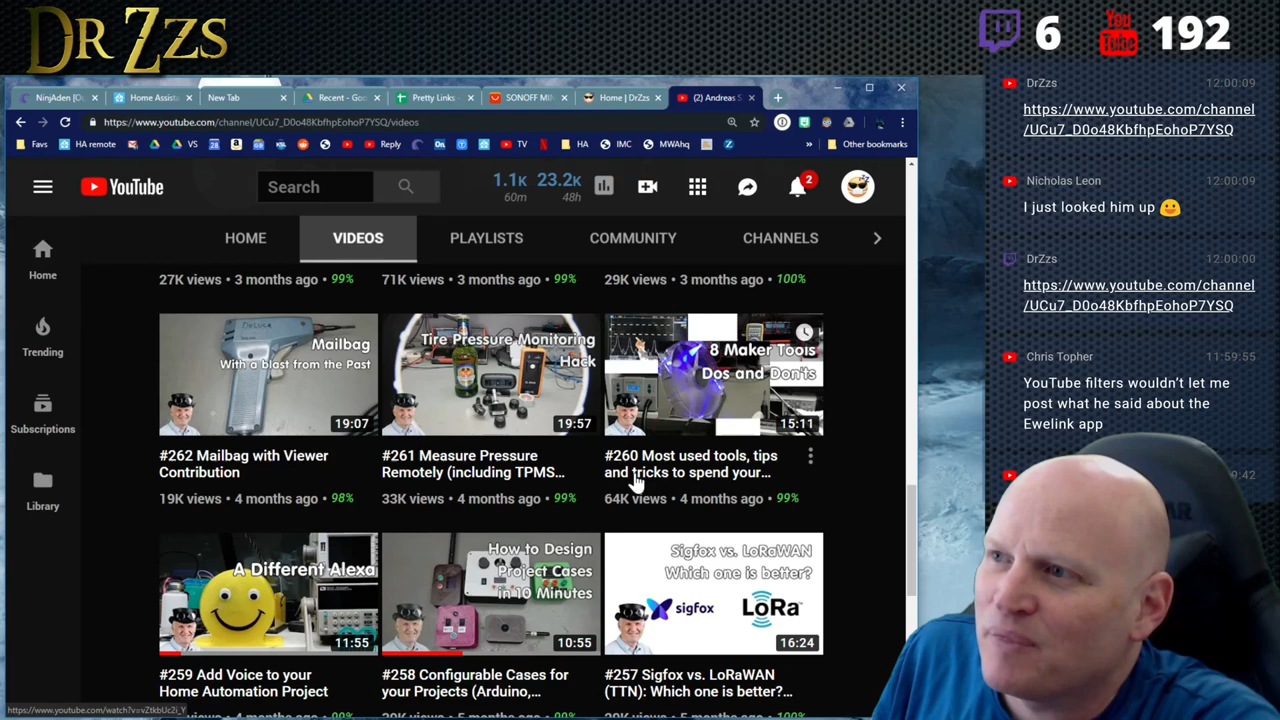 DR ZZS
6
You
Tube
192
NinjAden [O
Home Assist
New Tab
Recent - Goo
Pretty Links -
SONOFF MI
Home | DrZzs
(2) Andreas S
https://www.youtube.com/channel/UCu7_D0o48KbfhpEohoP7YSQ/videos
Favs
HA remote
VS
Reply
On
TV
HA
IMC
MWAhq
Other bookmarks
YouTube
Search
1.1K
60m
23.2K
48h
2
HOME
VIDEOS
PLAYLISTS
COMMUNITY
CHANNELS
Home
Trending
Subscriptions
Library
27K views • 3 months ago • 99%
71K views • 3 months ago • 99%
29K views • 3 months ago • 100%
Mailbag
With a blast from the Past
19:07
Tire Pressure Monitoring
Hack
19:57
8 Maker Tools
Dos and Don'ts
15:11
#262 Mailbag with Viewer
Contribution
19K views • 4 months ago • 98%
#261 Measure Pressure
Remotely (including TPMS...
33K views • 4 months ago • 99%
#260 Most used tools, tips
and tricks to spend your...
64K views • 4 months ago • 99%
A Different Alexa
11:55
How to Design
Project Cases
in 10 Minutes
10:55
Sigfox vs. LoRaWAN
Which one is better?
sigfox
LoRa
16:24
#259 Add Voice to your
Home Automation Project
#258 Configurable Cases for
your Projects (Arduino,...
#257 Sigfox vs. LoRaWAN
(TTN): Which one is better?...
DrZzs
12:00:09
https://www.youtube.com/channel
/UCu7_D0o48KbfhpEohoP7YSQ
Nicholas Leon
12:00:09
I just looked him up
DrZzs
12:00:00
https://www.youtube.com/channel
/UCu7_D0o48KbfhpEohoP7YSQ
Chris Topher
11:59:55
YouTube filters wouldn't let me
post what he said about the
Ewelink app